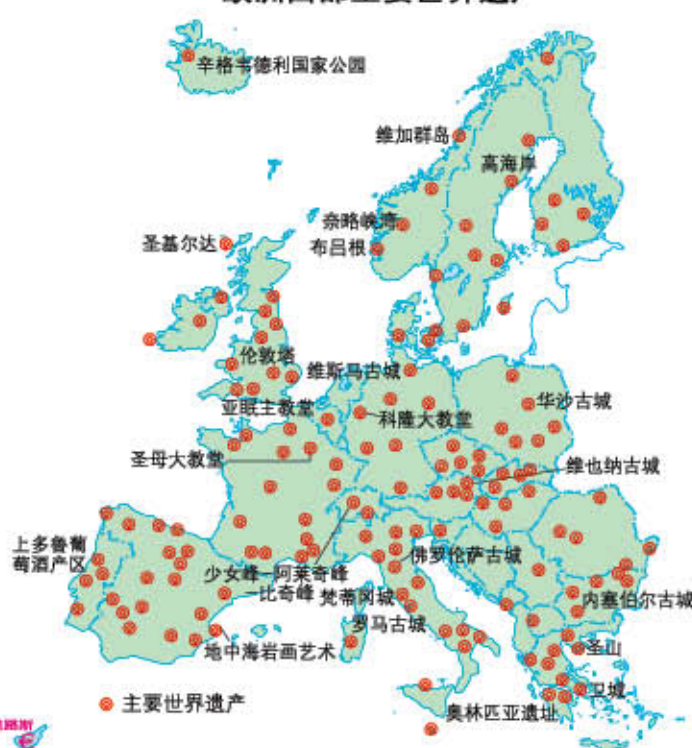 辛格韦德利国家公园
维加群岛
高海岸
奈略峡湾
圣基尔达
布吕根
伦敦塔
维斯马古城
亚眠主教堂
科隆大教堂
华沙古城
圣母大教堂
维也纳古城
上多鲁葡
萄酒产区
少女峰-阿莱奇峰
佛罗伦萨古城
比奇峰
梵蒂冈城
内塞伯尔古城
罗马古城
地中海岩画艺术
圣山
卫城
主要世界遗产
奥林匹亚遗址